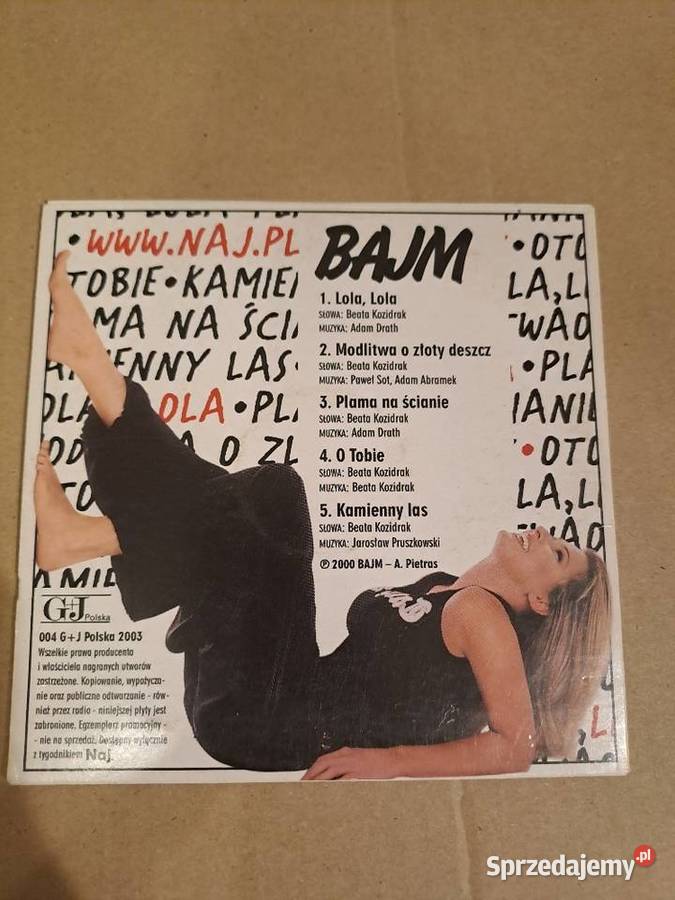 • WWW.NAJ.PL
TOBIE • KAMIEI
MA NA ŚCI
ENNY LAS •
OLA • PL
O ZL
BAJM
1. Lola, Lola
SŁOWA: Beata Kozidrak
MUZYKA: Adam Drath
2. Modlitwa o złoty deszcz
SŁOWA: Beata Kozidrak
MUZYKA: Paweł Sot, Adam Abramek
3. Plama na ścianie
SŁOWA: Beata Kozidrak
MUZYKA: Adam Drath
4. O Tobie
SŁOWA: Beata Kozidrak
MUZYKA: Beata Kozidrak
5. Kamienny las
SŁOWA: Beata Kozidrak
MUZYKA: Jarosław Pruszkowski
℗ 2000 BAJM – A. Pietras
• OTO
LA, L
• PLA
IANIE
• OTO
LA, L
G+J Polska
004 G+J Polska 2003
Wszelkie prawa producenta
i właściciela nagranych utworów
zastrzeżone. Kopiowanie, wypożycza-
nie oraz publiczne odtwarzanie - rów-
nież przez radio - niniejszej płyty jest
zabronione. Egzemplarz promocyjny -
- nie na sprzedaż. Dostępny wyłącznie
z tygodnikiem Naj.
Sprzedajemy.pl